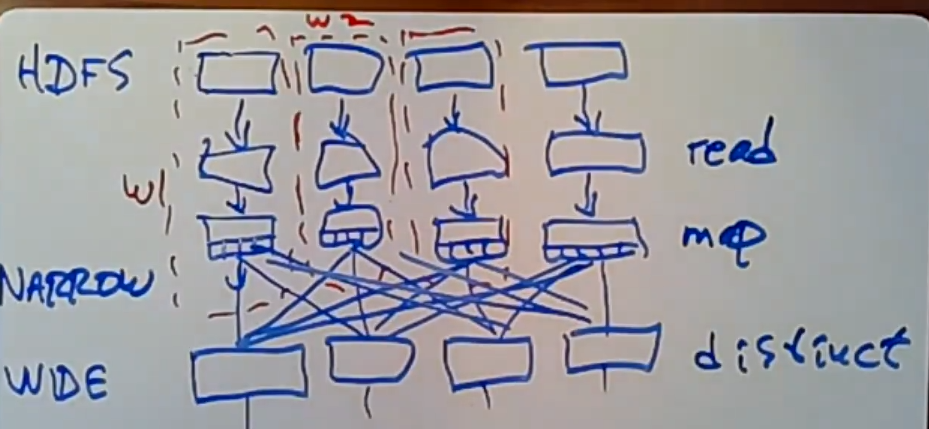 W2
HDFS
read
W1
map
NARROW
WIDE
distinct